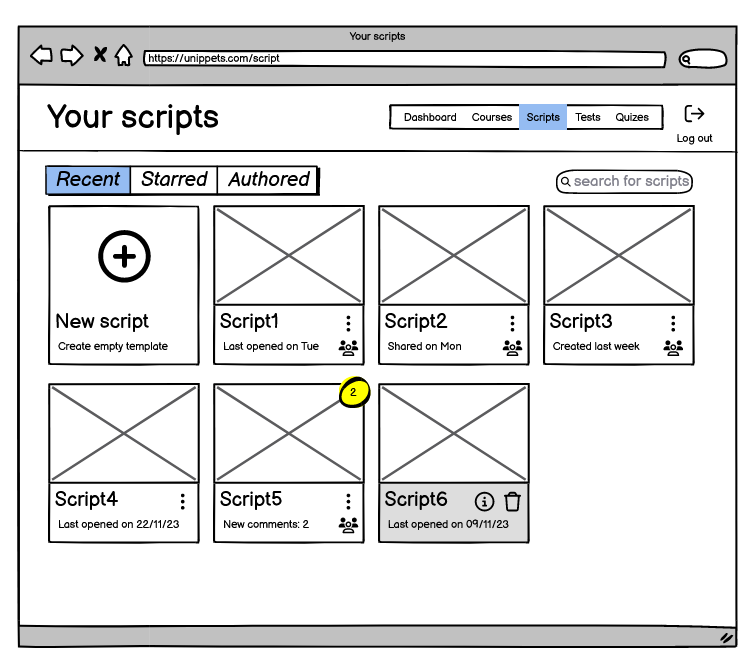 Your scripts
https://unippets.com/script
Your scripts
Dashboard Courses Scripts Tests Quizes
Log out
Recent Starred Authored
search for scripts
New script
Create empty template
Script1
Last opened on Tue
Script2
Shared on Mon
Script3
Created last week
Script4
Last opened on 22/11/23
2
Script5
New comments: 2
Script6
Last opened on 09/11/23